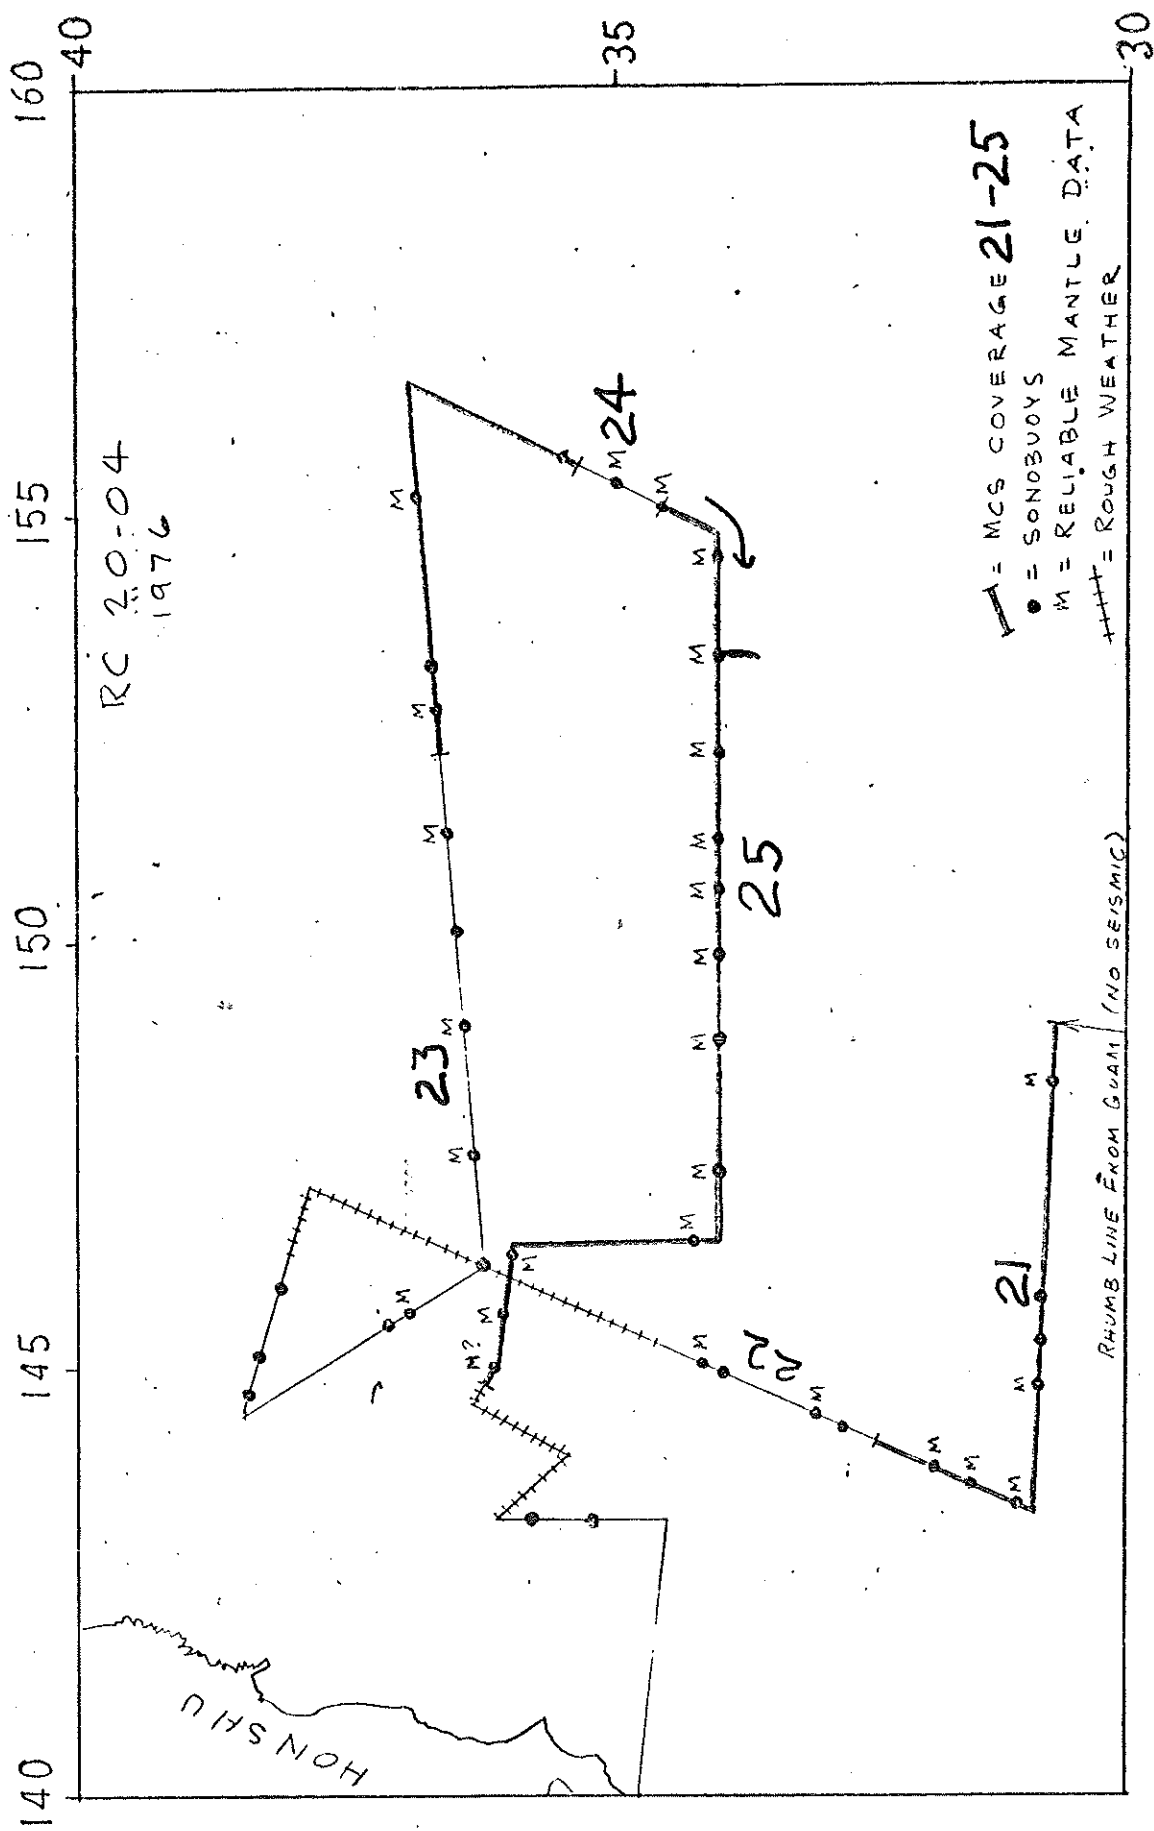 RC 20-04
1976
140
145
150
155
160
40
35
30
HONSHU
23
M
M
M
M
M
M
M
M?
M
M
M
24
M
M
25
M
M
M
M
M
M
M
M
M
22
M
M
M
M
M
21
M
M
RHUMB LINE FROM GUAM (NO SEISMIC)
= MCS COVERAGE 21-25
= SONOBUOYS
M = RELIABLE MANTLE DATA
= ROUGH WEATHER